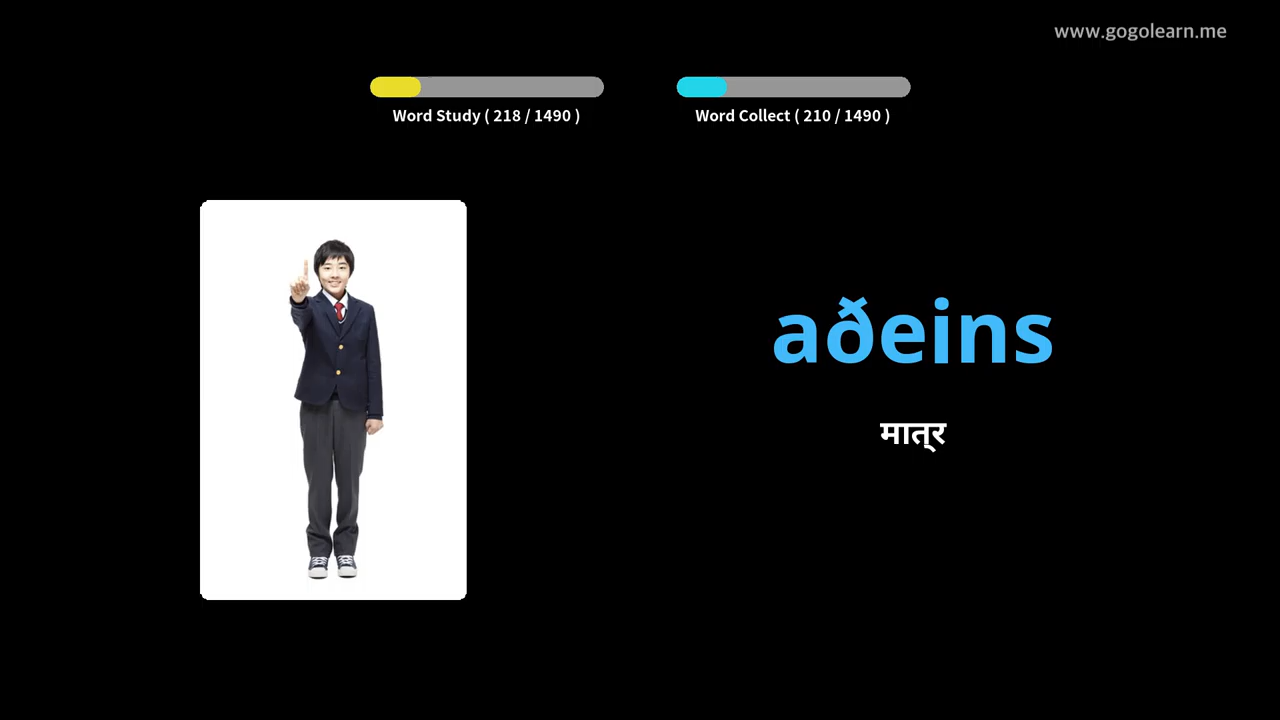 www.gogolearn.me
Word Study ( 218 / 1490 )
Word Collect ( 210 / 1490 )
aðeins
मात्र